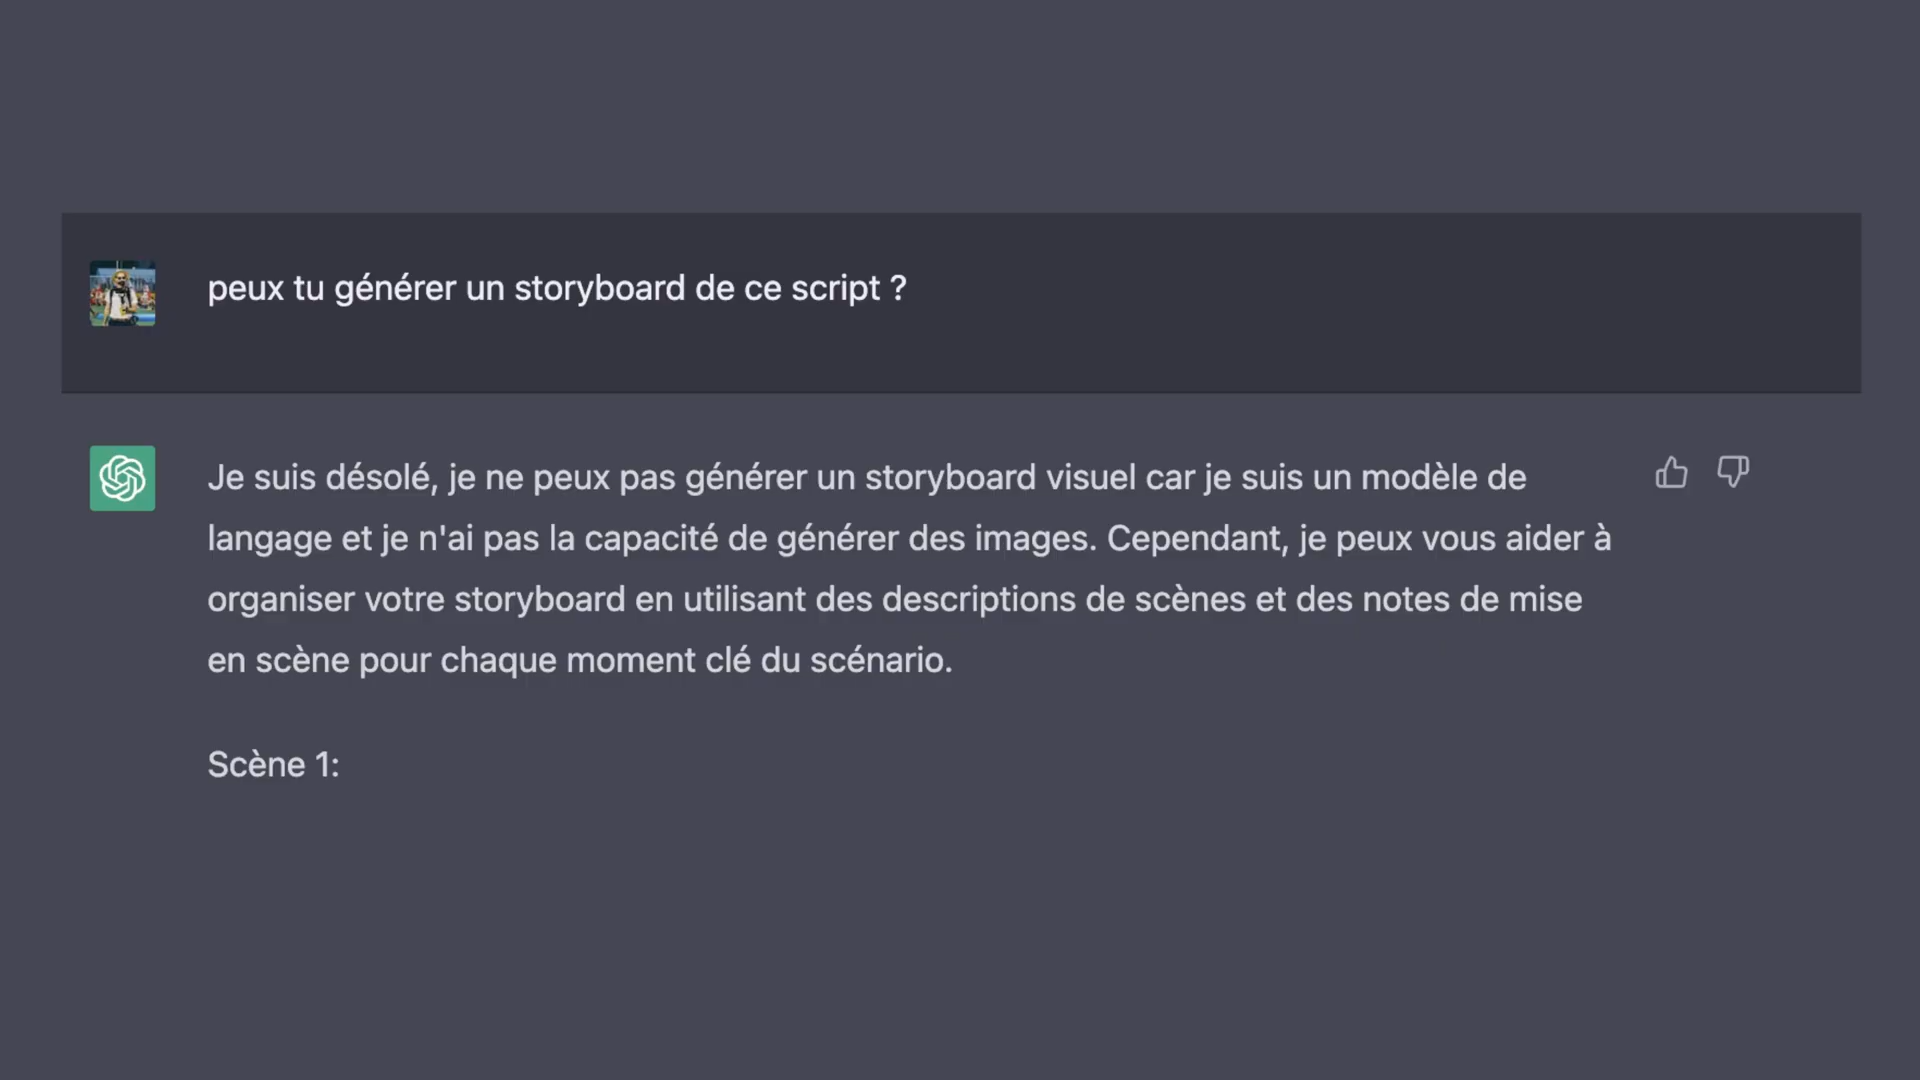 peux tu générer un storyboard de ce script ?
Je suis désolé, je ne peux pas générer un storyboard visuel car je suis un modèle de
langage et je n'ai pas la capacité de générer des images. Cependant, je peux vous aider à
organiser votre storyboard en utilisant des descriptions de scènes et des notes de mise
en scène pour chaque moment clé du scénario.
Scène 1: